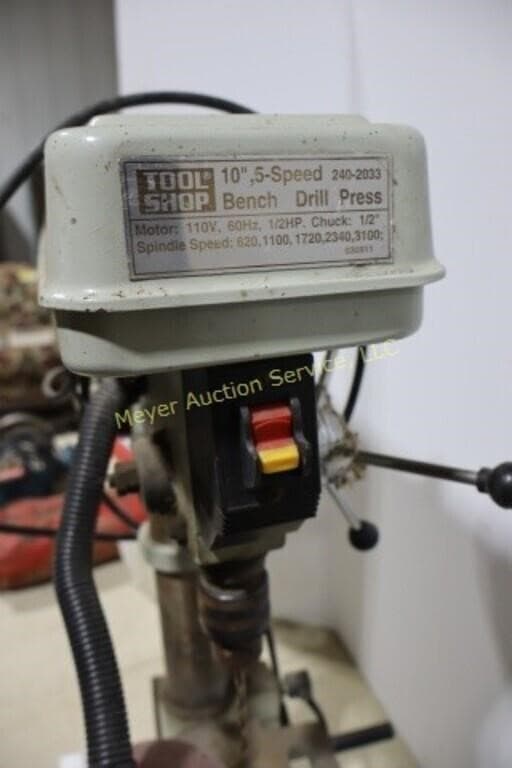 TOOL SHOP
10",5-Speed 240-2033
Bench Drill Press
Motor: 110V, 60Hz, 1/2HP. Chuck: 1/2"
Spindle Speed: 620,1100,1720,2340,3100;
Meyer Auction Service, LLC